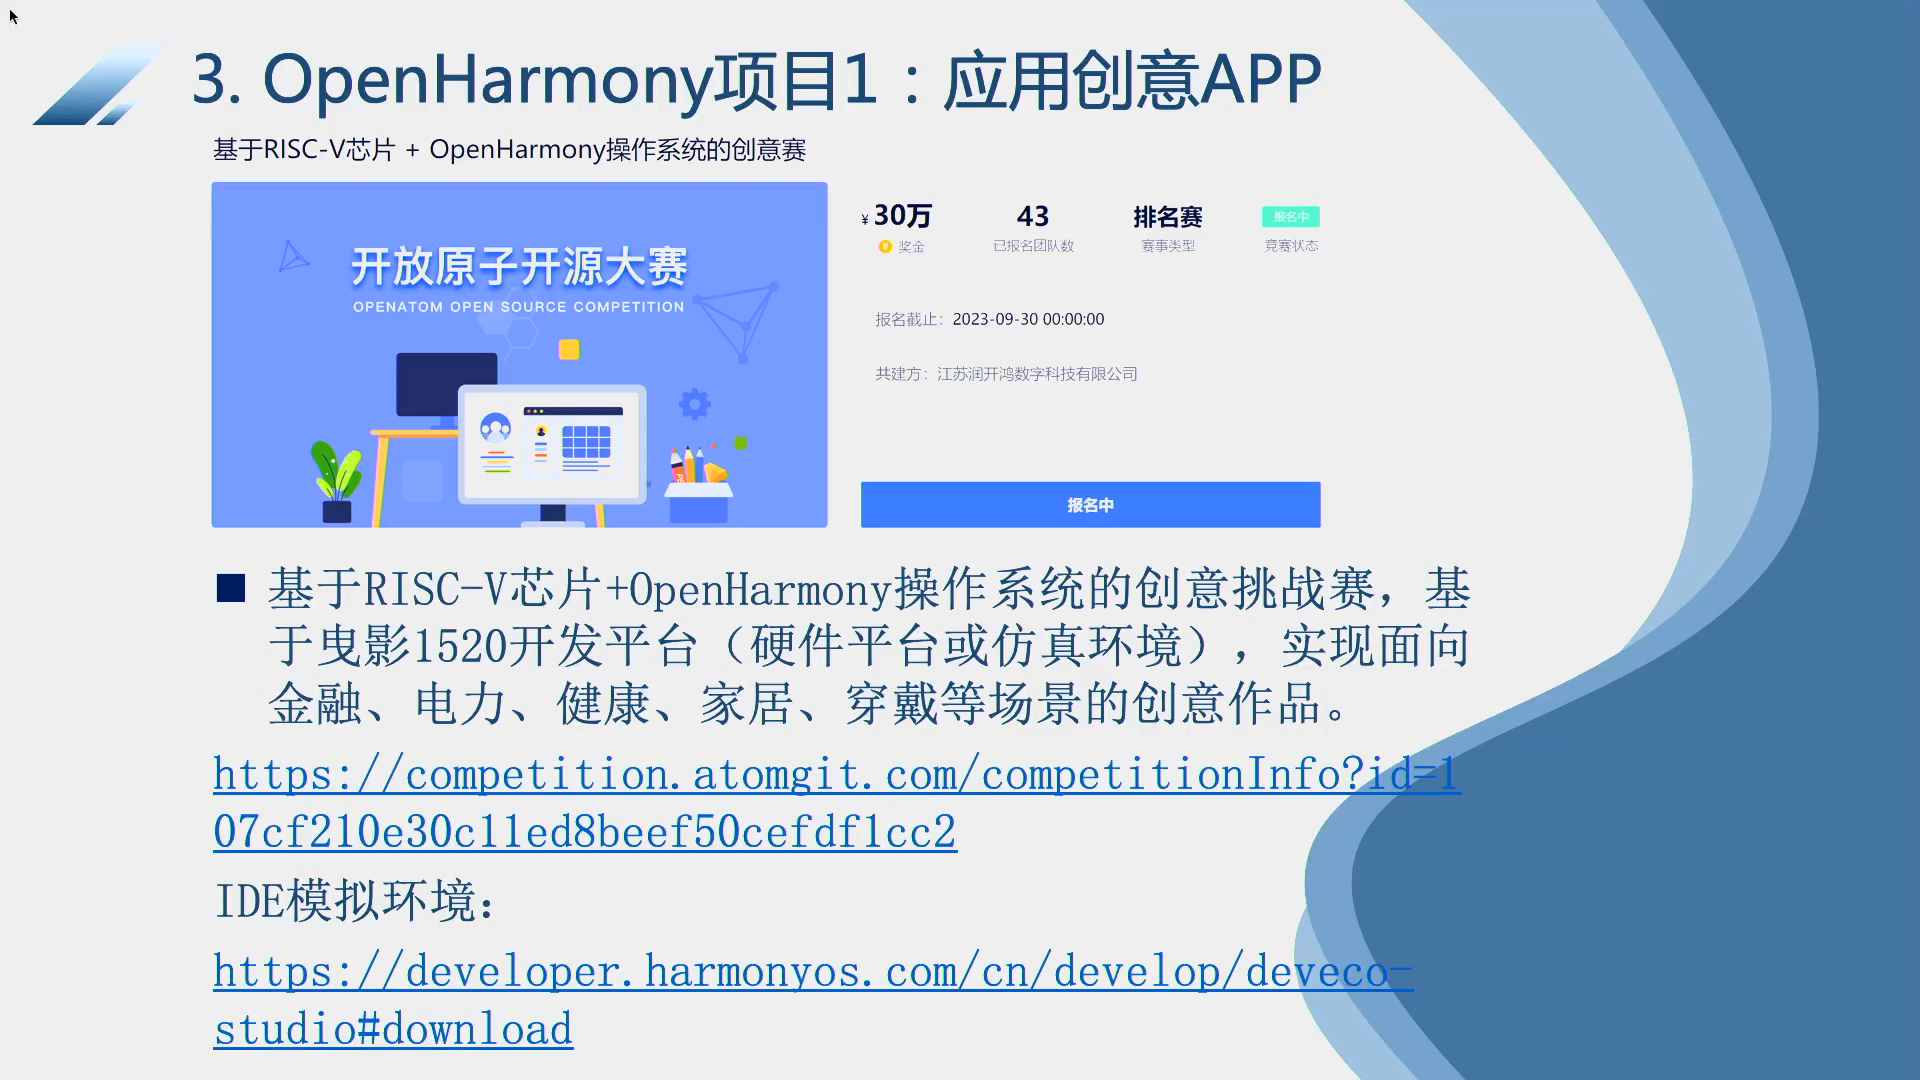 3. OpenHarmony项目1：应用创意APP
基于RISC-V芯片 + OpenHarmony操作系统的创意赛
开放原子开源大赛
OPENATOM OPEN SOURCE COMPETITION
¥ 30万
奖金
43
已报名团队数
排名赛
赛事类型
报名中
竞赛状态
报名截止：2023-09-30 00:00:00
共建方：江苏润开鸿数字科技有限公司
报名中
基于RISC-V芯片+OpenHarmony操作系统的创意挑战赛，基
于曳影1520开发平台（硬件平台或仿真环境），实现面向
金融、电力、健康、家居、穿戴等场景的创意作品。
https://competition.atomgit.com/competitionInfo?id=1
07cf210e30c11ed8beef50cefdf1cc2
IDE模拟环境：
https://developer.harmonyos.com/cn/develop/deveco-
studio#download